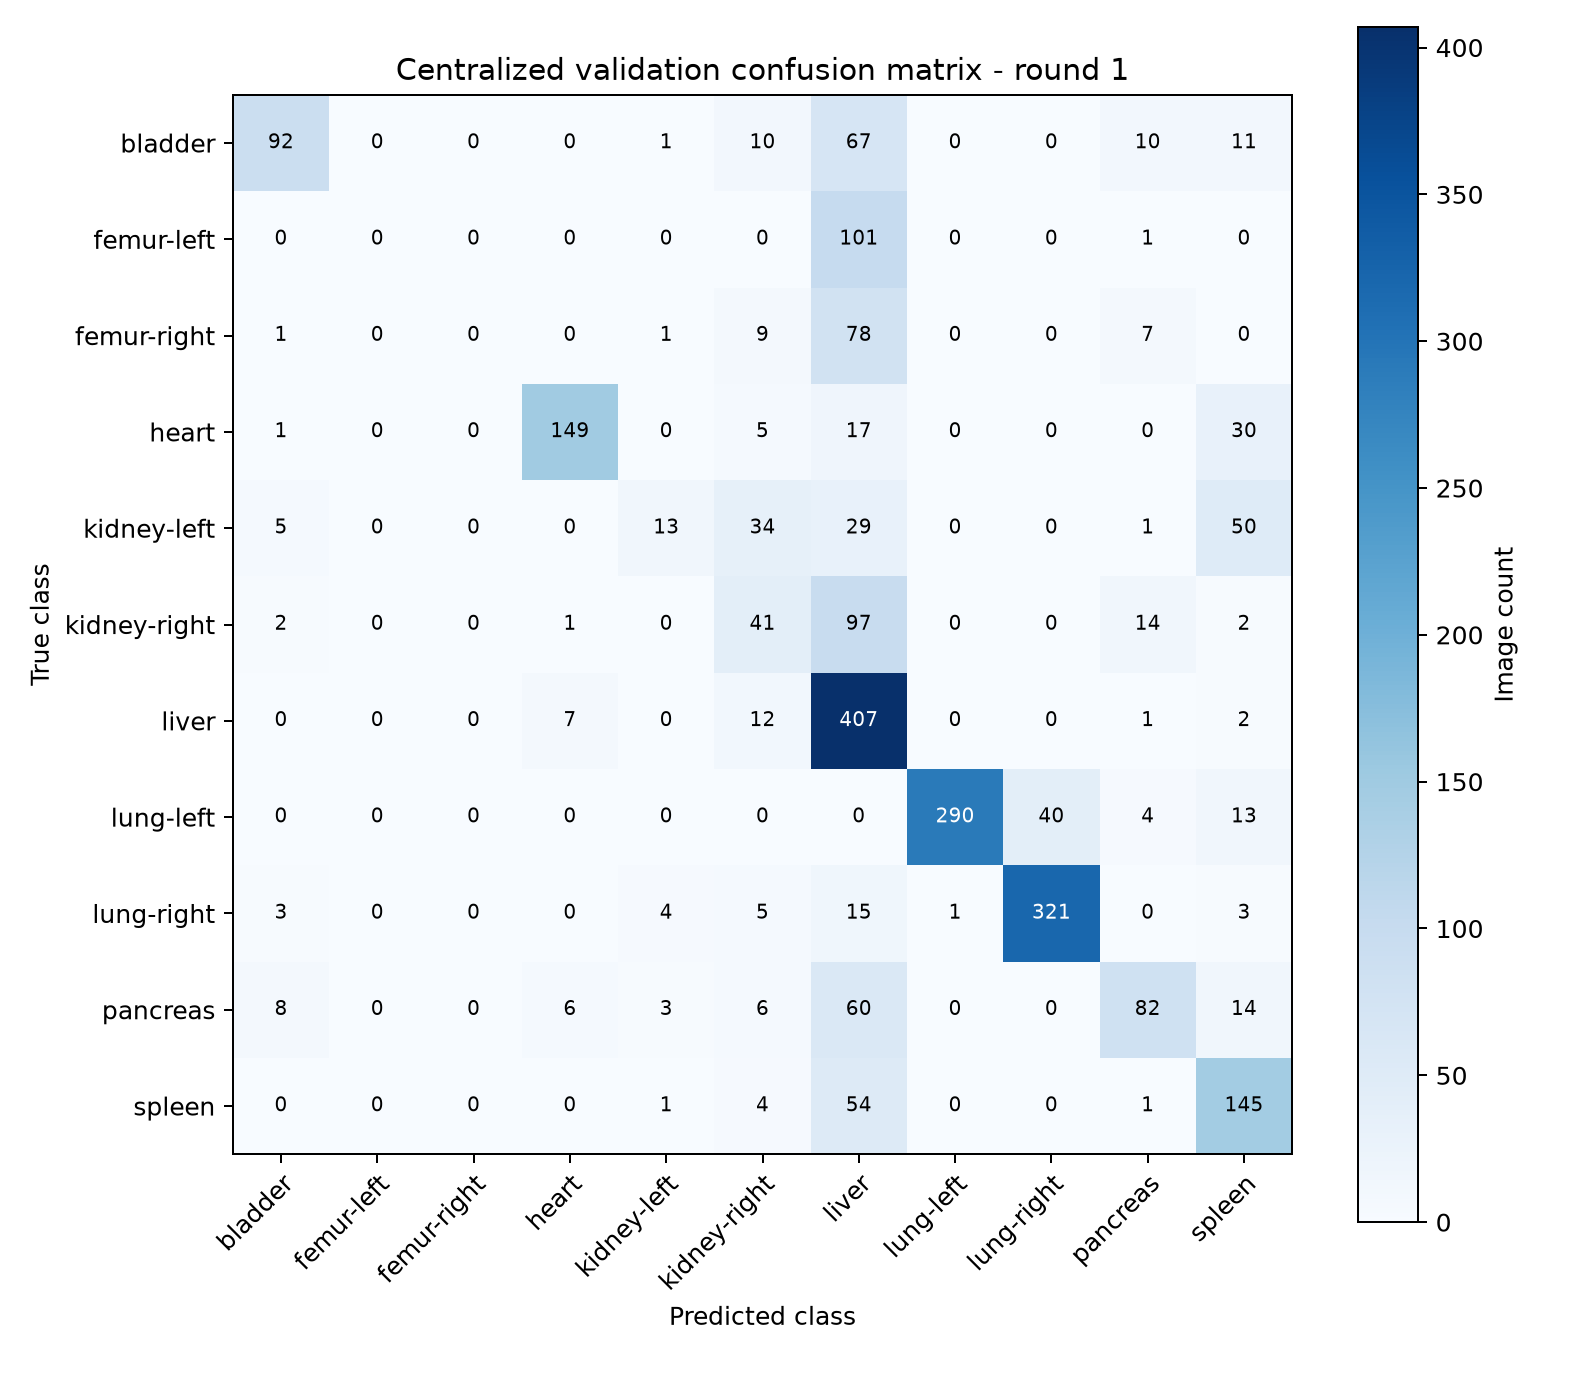 Centralized validation confusion matrix - round 1
bladder 92 0 0 0 1 10 67 0 0 10 11
femur-left 0 0 0 0 0 0 101 0 0 1 0
femur-right 1 0 0 0 1 9 78 0 0 7 0
heart 1 0 0 149 0 5 17 0 0 0 30
kidney-left 5 0 0 0 13 34 29 0 0 1 50
kidney-right 2 0 0 1 0 41 97 0 0 14 2
liver 0 0 0 7 0 12 407 0 0 1 2
lung-left 0 0 0 0 0 0 0 290 40 4 13
lung-right 3 0 0 0 4 5 15 1 321 0 3
pancreas 8 0 0 6 3 6 60 0 0 82 14
spleen 0 0 0 0 1 4 54 0 0 1 145
True class
bladder femur-left femur-right heart kidney-left kidney-right liver lung-left lung-right pancreas spleen
Predicted class
400
350
300
250
200
150
100
50
0
Image count